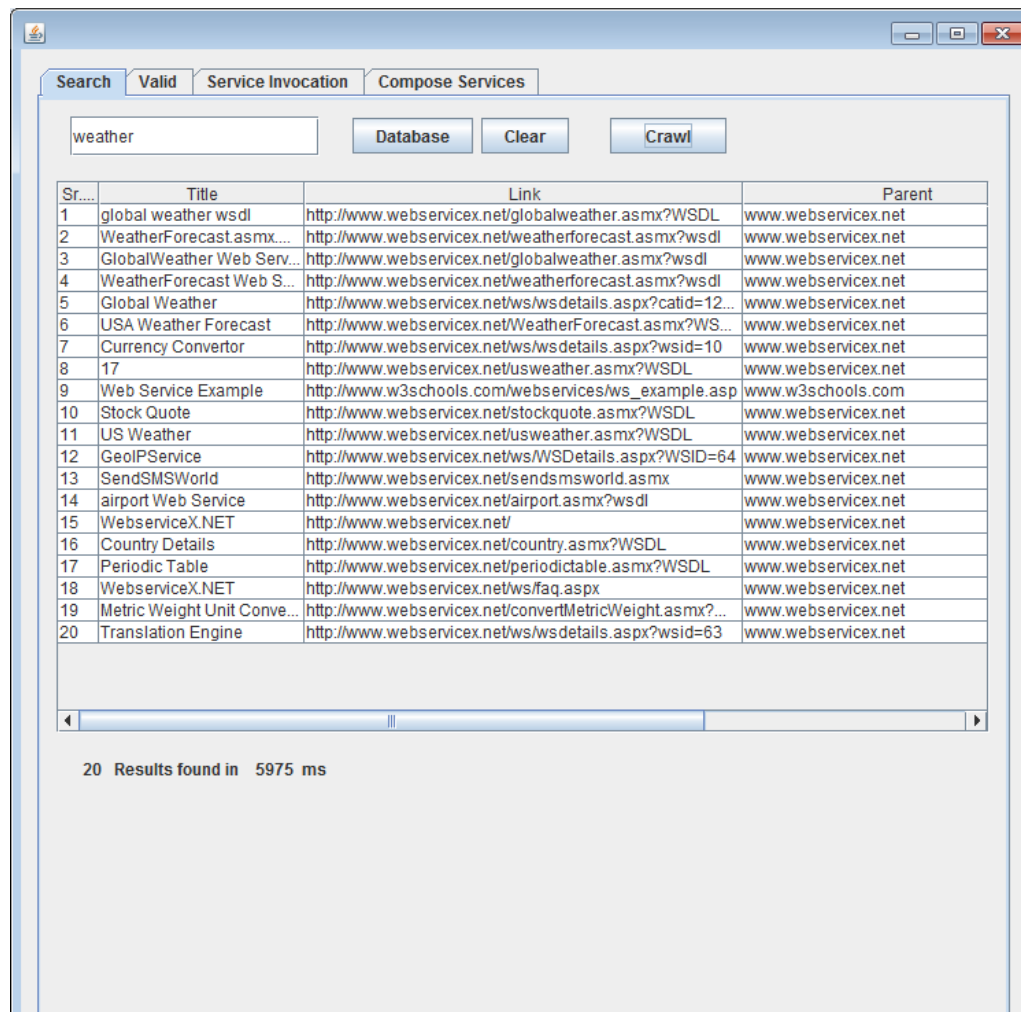 Search Valid Service Invocation Compose Services
weather Database Clear Crawl
Sr.... Title Link Parent
1 global weather wsdl http://www.webservicex.net/globalweather.asmx?WSDL www.webservicex.net
2 WeatherForecast.asmx.... http://www.webservicex.net/weatherforecast.asmx?wsdl www.webservicex.net
3 GlobalWeather Web Serv... http://www.webservicex.net/globalweather.asmx?wsdl www.webservicex.net
4 WeatherForecast Web S... http://www.webservicex.net/weatherforecast.asmx?wsdl www.webservicex.net
5 Global Weather http://www.webservicex.net/ws/wsdetails.aspx?catid=12... www.webservicex.net
6 USA Weather Forecast http://www.webservicex.net/WeatherForecast.asmx?WS... www.webservicex.net
7 Currency Convertor http://www.webservicex.net/ws/wsdetails.aspx?wsid=10 www.webservicex.net
8 17 http://www.webservicex.net/usweather.asmx?WSDL www.webservicex.net
9 Web Service Example http://www.w3schools.com/webservices/ws_example.asp www.w3schools.com
10 Stock Quote http://www.webservicex.net/stockquote.asmx?WSDL www.webservicex.net
11 US Weather http://www.webservicex.net/usweather.asmx?WSDL www.webservicex.net
12 GeoIPService http://www.webservicex.net/ws/WSDetails.aspx?WSID=64 www.webservicex.net
13 SendSMSWorld http://www.webservicex.net/sendsmsworld.asmx www.webservicex.net
14 airport Web Service http://www.webservicex.net/airport.asmx?wsdl www.webservicex.net
15 WebserviceX.NET http://www.webservicex.net/ www.webservicex.net
16 Country Details http://www.webservicex.net/country.asmx?WSDL www.webservicex.net
17 Periodic Table http://www.webservicex.net/periodictable.asmx?WSDL www.webservicex.net
18 WebserviceX.NET http://www.webservicex.net/ws/faq.aspx www.webservicex.net
19 Metric Weight Unit Conve... http://www.webservicex.net/convertMetricWeight.asmx?... www.webservicex.net
20 Translation Engine http://www.webservicex.net/ws/wsdetails.aspx?wsid=63 www.webservicex.net
20 Results found in 5975 ms